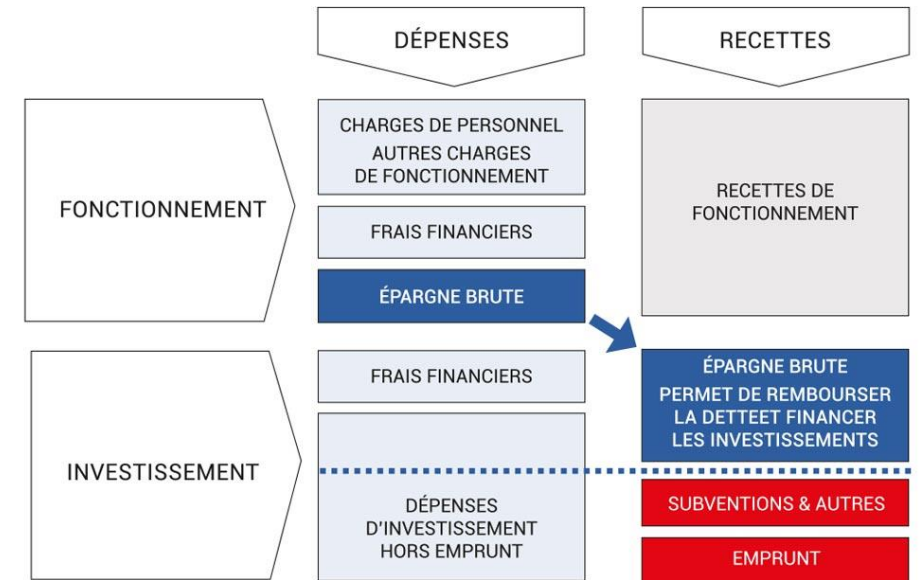 DÉPENSES
RECETTES
FONCTIONNEMENT
CHARGES DE PERSONNEL
AUTRES CHARGES
DE FONCTIONNEMENT
FRAIS FINANCIERS
ÉPARGNE BRUTE
RECETTES DE
FONCTIONNEMENT
INVESTISSEMENT
FRAIS FINANCIERS
DÉPENSES
D'INVESTISSEMENT
HORS EMPRUNT
ÉPARGNE BRUTE
PERMET DE REMBOURSER
LA DETTEET FINANCER
LES INVESTISSEMENTS
SUBVENTIONS & AUTRES
EMPRUNT